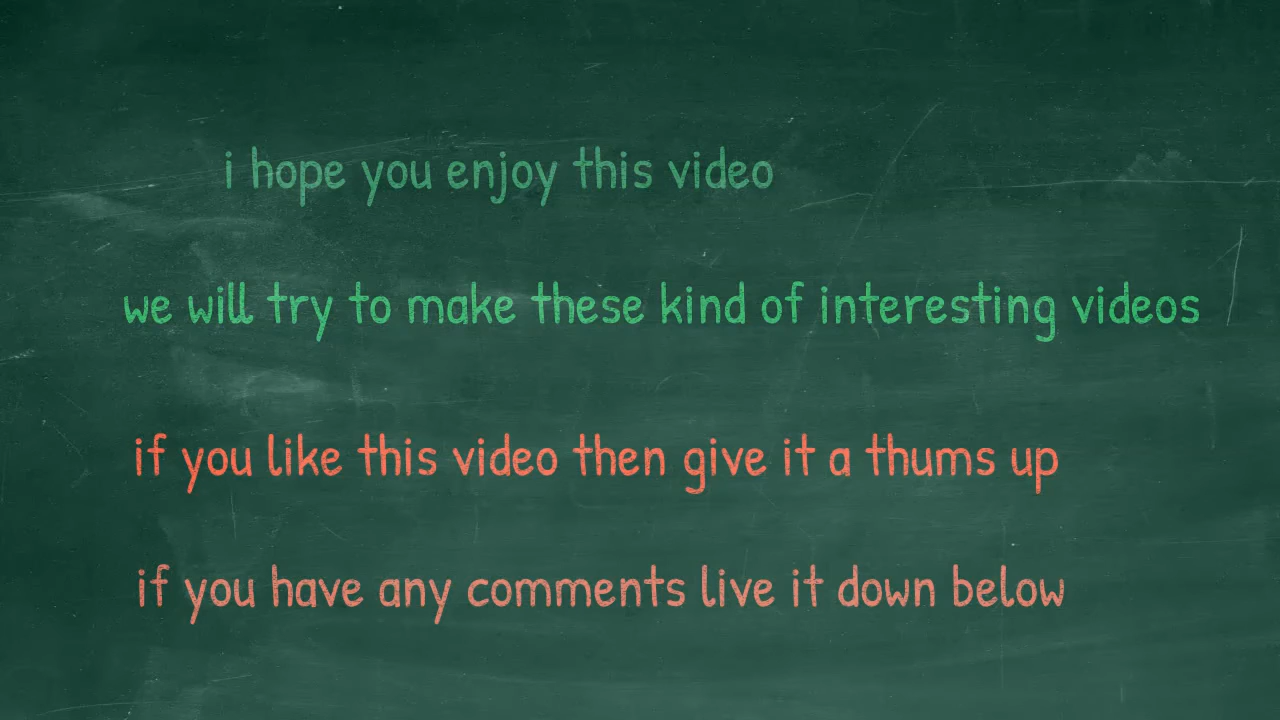 i hope you enjoy this video
we will try to make these kind of interesting videos
if you like this video then give it a thums up
if you have any comments live it down below